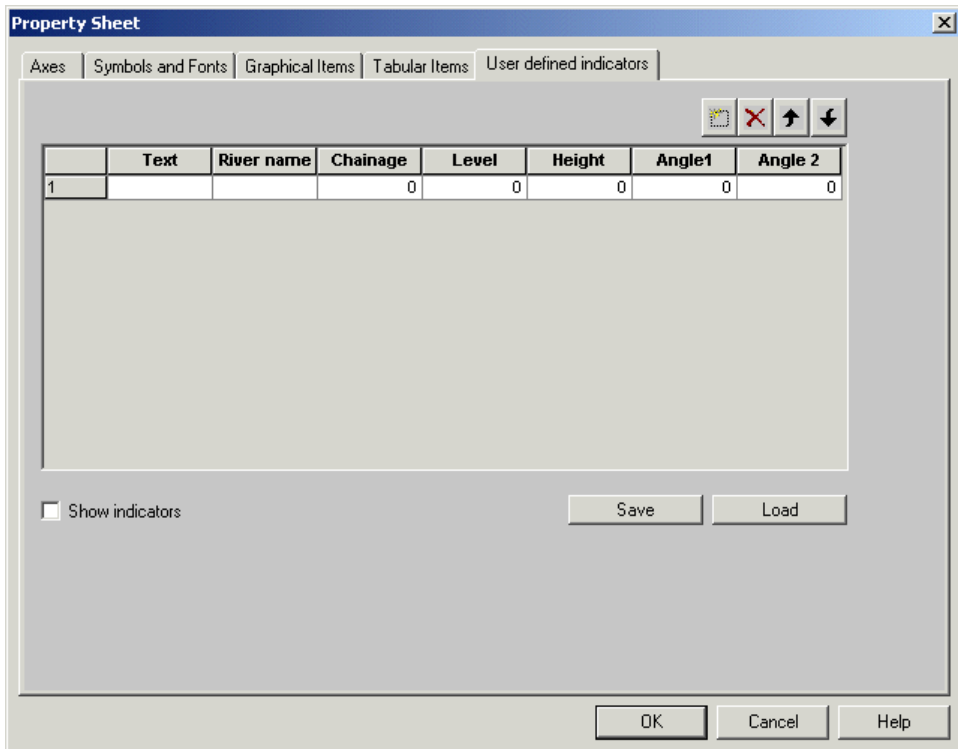 Property Sheet
Axes Symbols and Fonts Graphical Items Tabular Items User defined indicators
Text River name Chainage Level Height Angle1 Angle 2
1 0 0 0 0 0
Show indicators Save Load
OK Cancel Help